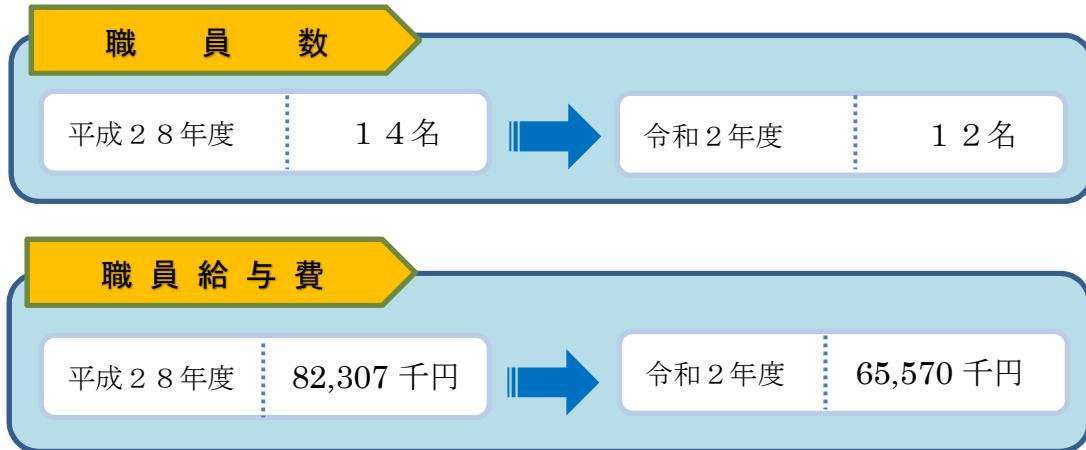 職員数
平成２８年度 １４名 令和２年度 １２名
職員給与費
平成２８年度 82,307 千円 令和２年度 65,570 千円